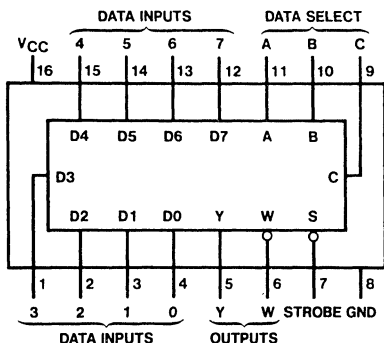 DATA INPUTS DATA SELECT
VCC 4 5 6 7 A B C
16 15 14 13 12 11 10 9
D4 D5 D6 D7 A B
D3 C
D2 D1 D0 Y W S
1 2 3 4 5 6 7 8
3 2 1 0 Y W STROBE GND
DATA INPUTS OUTPUTS